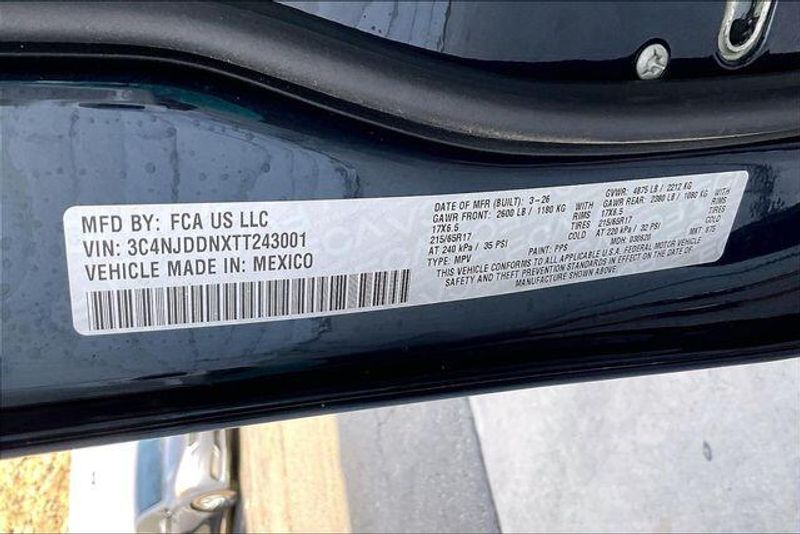 MFD BY: FCA US LLC
VIN: 3C4NJDDNXTT243001
VEHICLE MADE IN: MEXICO
DATE OF MFR (BUILT): 3-26 GVWR: 4875 LB / 2212 KG
GAWR FRONT: 2600 LB / 1180 KG WITH GAWR REAR: 2380 LB / 1080 KG WITH
17X6.5 RIMS 17X6.5 RIMS
215/65R17 TIRES 215/65R17 TIRES
AT 240 kPa / 35 PSI COLD AT 220 kPa / 32 PSI COLD
TYPE: MPV PAINT: PPS MDH: 030620 MKT: 675
THIS VEHICLE CONFORMS TO ALL APPLICABLE U.S.A. FEDERAL MOTOR VEHICLE
SAFETY AND THEFT PREVENTION STANDARDS IN EFFECT ON THE DATE OF
MANUFACTURE SHOWN ABOVE.